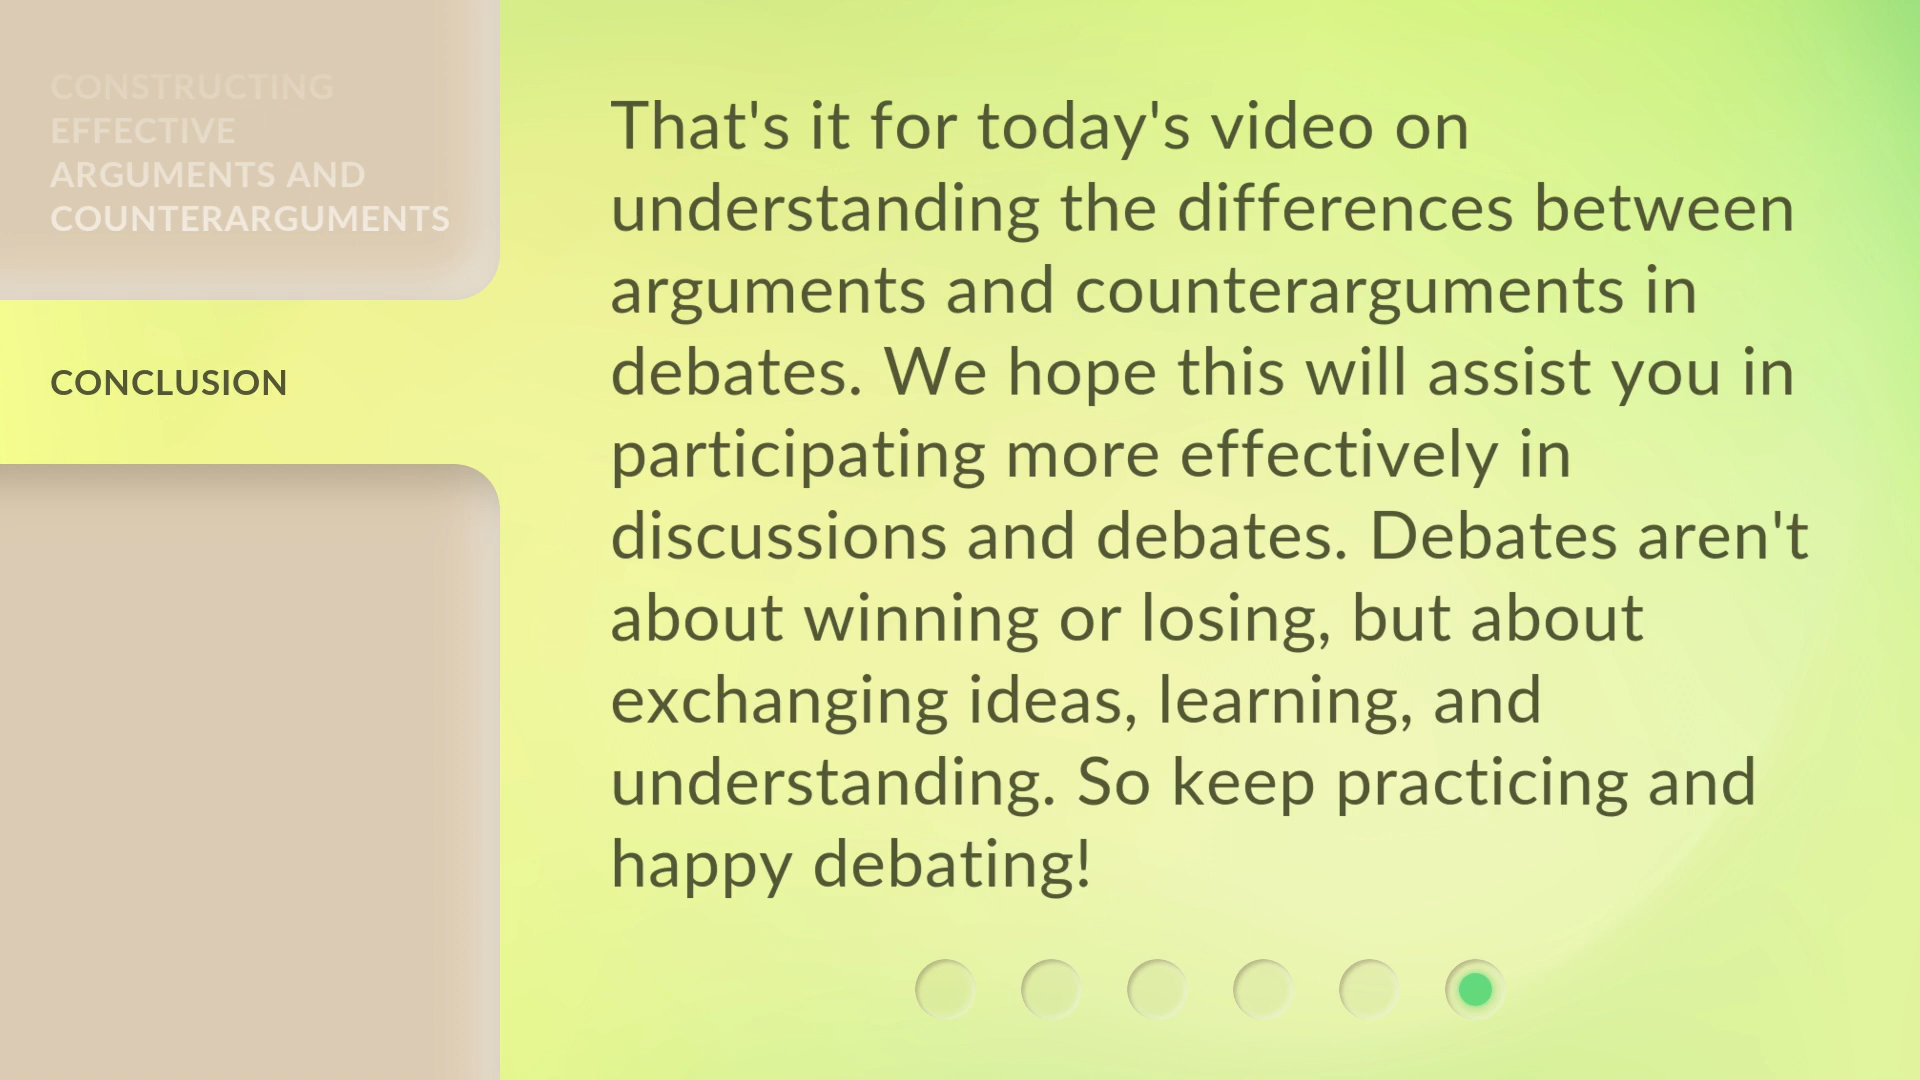 CONSTRUCTING
EFFECTIVE
ARGUMENTS AND
COUNTERARGUMENTS
CONCLUSION
That's it for today's video on
understanding the differences between
arguments and counterarguments in
debates. We hope this will assist you in
participating more effectively in
discussions and debates. Debates aren't
about winning or losing, but about
exchanging ideas, learning, and
understanding. So keep practicing and
happy debating!